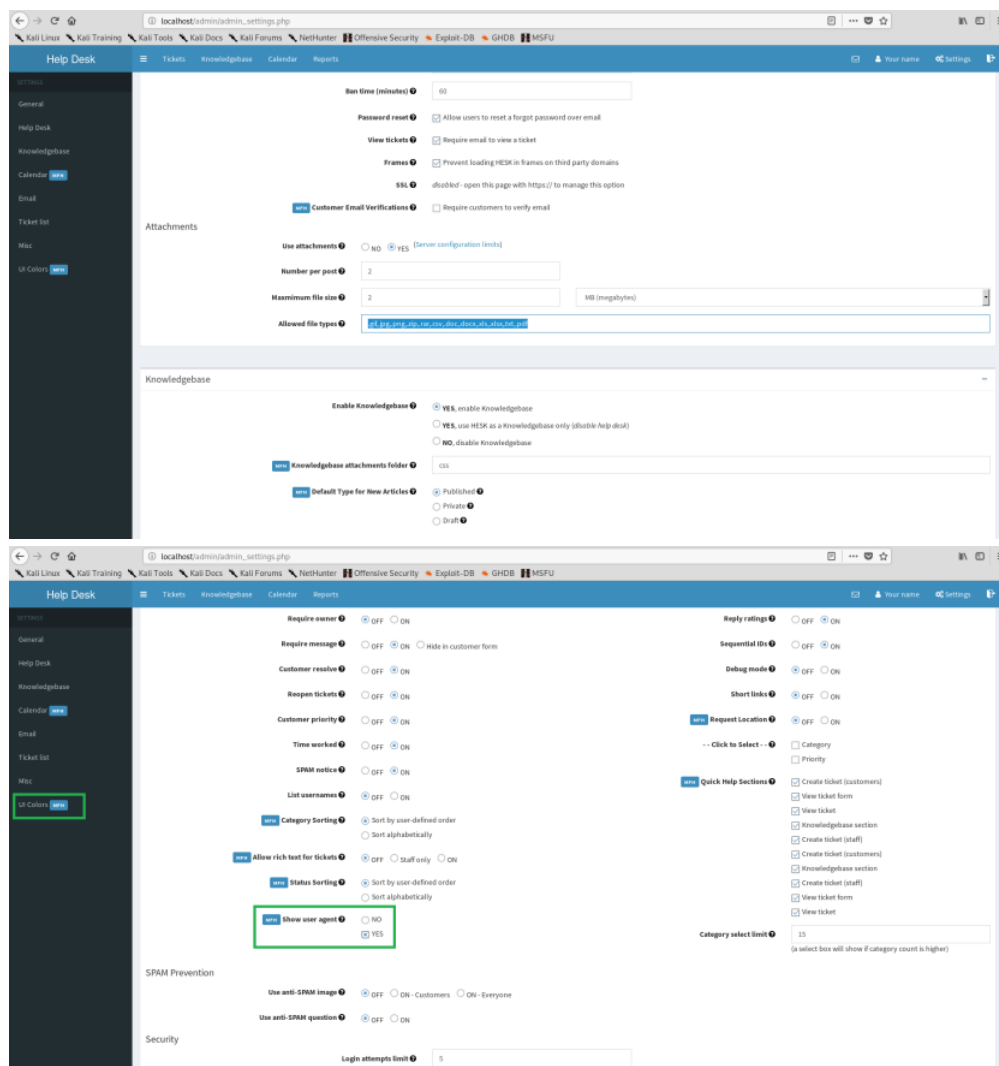 localhost/admin/admin_settings.php
Kali Linux Kali Training Kali Tools Kali Docs Kali Forums NetHunter Offensive Security Exploit-DB GHDB MSFU
Help Desk Tickets Knowledgebase Calendar Reports Your name Settings
SETTINGS
General
Help Desk
Knowledgebase
Calendar MFH
Email
Ticket list
Misc
UI Colors MFH
Ban time (minutes) 60
Password reset Allow users to reset a forgot password over email
View tickets Require email to view a ticket
Frames Prevent loading HESK in frames on third party domains
SSL disabled - open this page with https:// to manage this option
MFH Customer Email Verifications Require customers to verify email
Attachments
Use attachments NO YES [Server configuration limits]
Number per post 2
Maxmimum file size 2 MB (megabytes)
Allowed file types .gif,.jpg,.png,.zip,.rar,.csv,.doc,.docx,.xls,.xlsx,.txt,.pdf
Knowledgebase –
Enable Knowledgebase YES, enable Knowledgebase
YES, use HESK as a Knowledgebase only (disable help desk)
NO, disable Knowledgebase
MFH Knowledgebase attachments folder css
MFH Default Type for New Articles Published
Private
Draft
localhost/admin/admin_settings.php
Kali Linux Kali Training Kali Tools Kali Docs Kali Forums NetHunter Offensive Security Exploit-DB GHDB MSFU
Help Desk Tickets Knowledgebase Calendar Reports Your name Settings
SETTINGS
General
Help Desk
Knowledgebase
Calendar MFH
Email
Ticket list
Misc
UI Colors MFH
Require owner OFF ON
Require message OFF ON Hide in customer form
Customer resolve OFF ON
Reopen tickets OFF ON
Customer priority OFF ON
Time worked OFF ON
SPAM notice OFF ON
List usernames OFF ON
MFH Category Sorting Sort by user-defined order
Sort alphabetically
MFH Allow rich text for tickets OFF Staff only ON
MFH Status Sorting Sort by user-defined order
Sort alphabetically
MFH Show user agent NO
YES
Reply ratings OFF ON
Sequential IDs OFF ON
Debug mode OFF ON
Short links OFF ON
MFH Request Location OFF ON
- - Click to Select - - Category
Priority
MFH Quick Help Sections Create ticket (customers)
View ticket form
View ticket
Knowledgebase section
Create ticket (staff)
Create ticket (customers)
Knowledgebase section
Create ticket (staff)
View ticket form
View ticket
Category select limit 15
(a select box will show if category count is higher)
SPAM Prevention
Use anti-SPAM image OFF ON - Customers ON - Everyone
Use anti-SPAM question OFF ON
Security
Login attempts limit 5